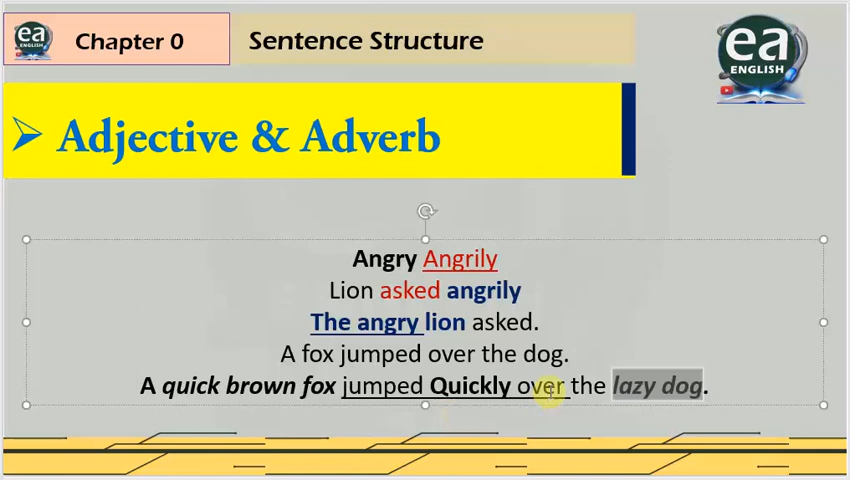 ea
ENGLISH
Chapter 0
Sentence Structure
ea
ENGLISH
Adjective & Adverb
Angry Angrily
Lion asked angrily
The angry lion asked.
A fox jumped over the dog.
A quick brown fox jumped Quickly over the lazy dog.